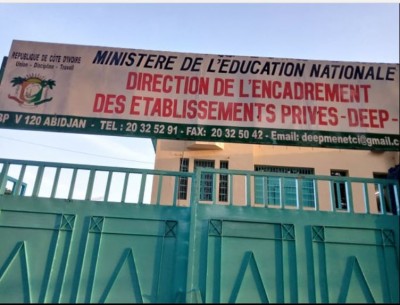 REPUBLIQUE DE CÔTE D'IVOIRE
Union - Discipline - Travail
MINISTERE DE L'EDUCATION NATIONALE
DIRECTION DE L'ENCADREMENT
DES ETABLISSEMENTS PRIVES -DEEP-
BP V 120 ABIDJAN - TEL : 20 32 52 91 - FAX: 20 32 50 42 - Email: deepmenetci@gmail.co